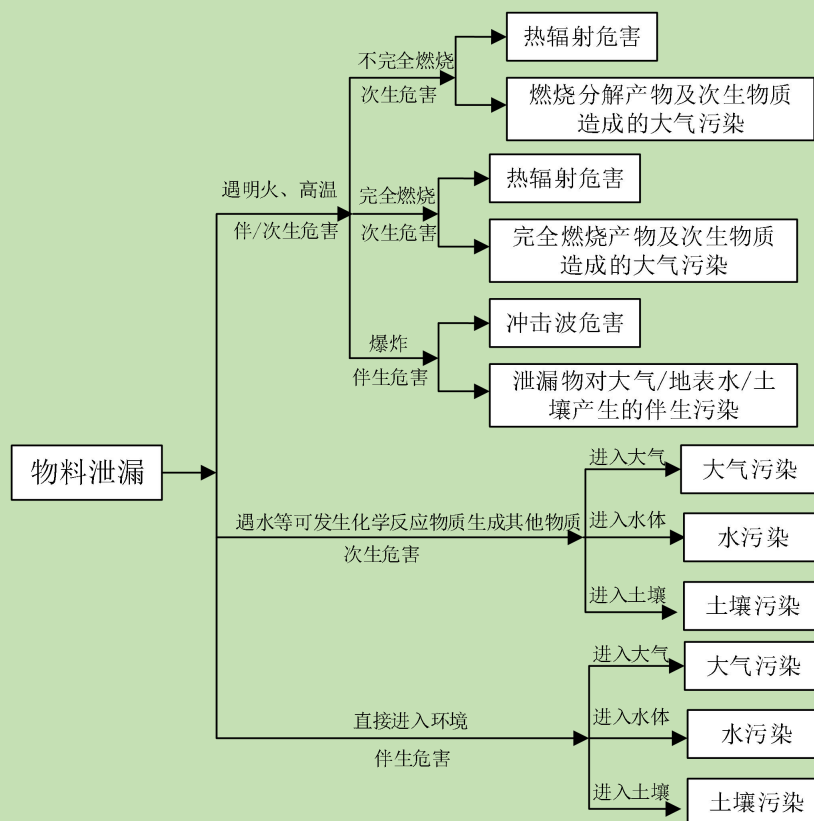 热辐射危害
不完全燃烧
次生危害
燃烧分解产物及次生物质
造成的大气污染
热辐射危害
遇明火、高温
伴/次生危害
完全燃烧
次生危害
完全燃烧产物及次生物质
造成的大气污染
冲击波危害
爆炸
伴生危害
泄漏物对大气/地表水/土
壤产生的伴生污染
物料泄漏
进入大气
大气污染
遇水等可发生化学反应物质生成其他物质
次生危害
进入水体
水污染
进入土壤
土壤污染
进入大气
大气污染
直接进入环境
伴生危害
进入水体
水污染
进入土壤
土壤污染